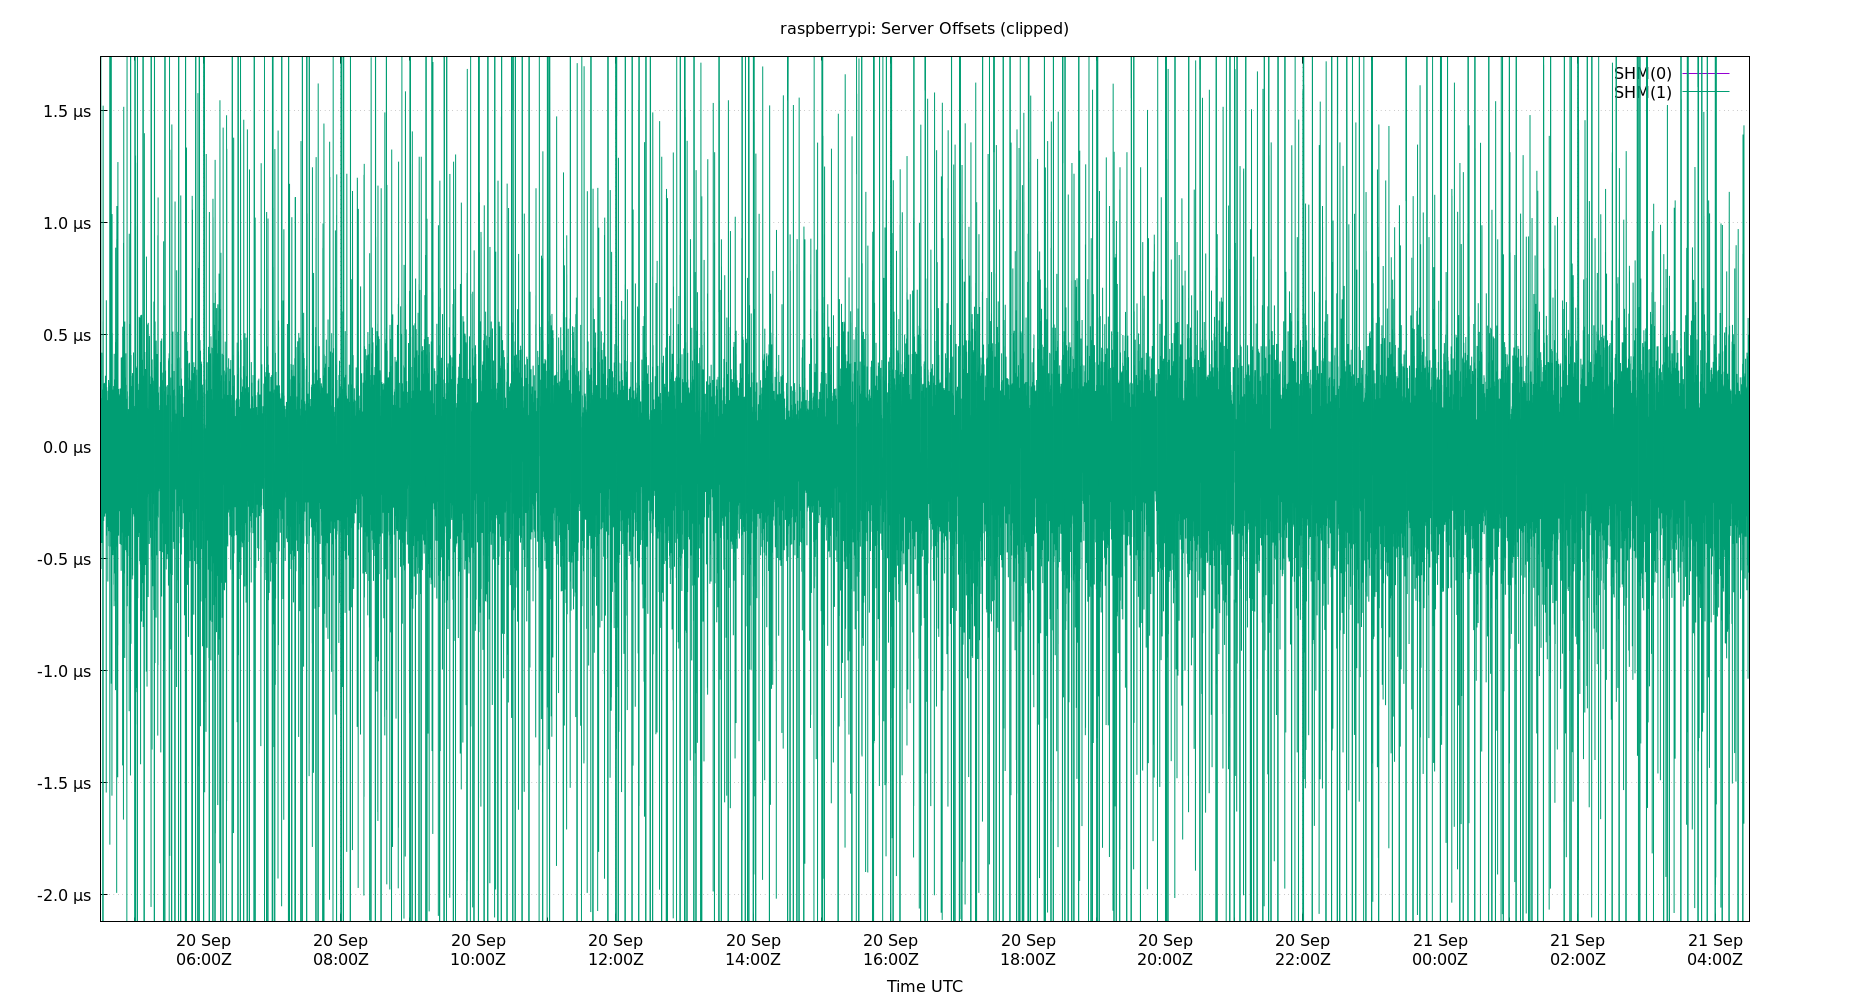 raspberrypi: Server Offsets (clipped)
SHM(0)
SHM(1)
1.5 µs
1.0 µs
0.5 µs
0.0 µs
-0.5 µs
-1.0 µs
-1.5 µs
-2.0 µs
20 Sep 20 Sep 20 Sep 20 Sep 20 Sep 20 Sep 20 Sep 20 Sep 20 Sep 21 Sep 21 Sep 21 Sep
06:00Z 08:00Z 10:00Z 12:00Z 14:00Z 16:00Z 18:00Z 20:00Z 22:00Z 00:00Z 02:00Z 04:00Z
Time UTC